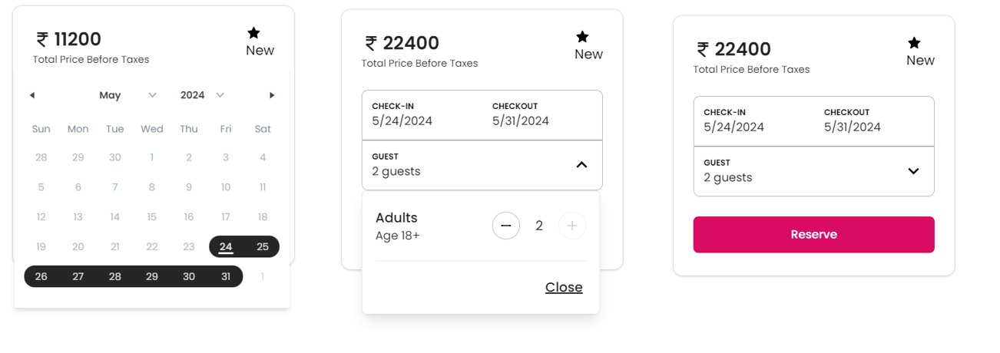 ₹ 11200
New
Total Price Before Taxes
May 2024
Sun Mon Tue Wed Thu Fri Sat
28 29 30 1 2 3 4
5 6 7 8 9 10 11
12 13 14 15 16 17 18
19 20 21 22 23 24 25
26 27 28 29 30 31 1
₹ 22400
New
Total Price Before Taxes
CHECK-IN CHECKOUT
5/24/2024 5/31/2024
GUEST
2 guests
Adults
Age 18+
2
Close
₹ 22400
New
Total Price Before Taxes
CHECK-IN CHECKOUT
5/24/2024 5/31/2024
GUEST
2 guests
Reserve